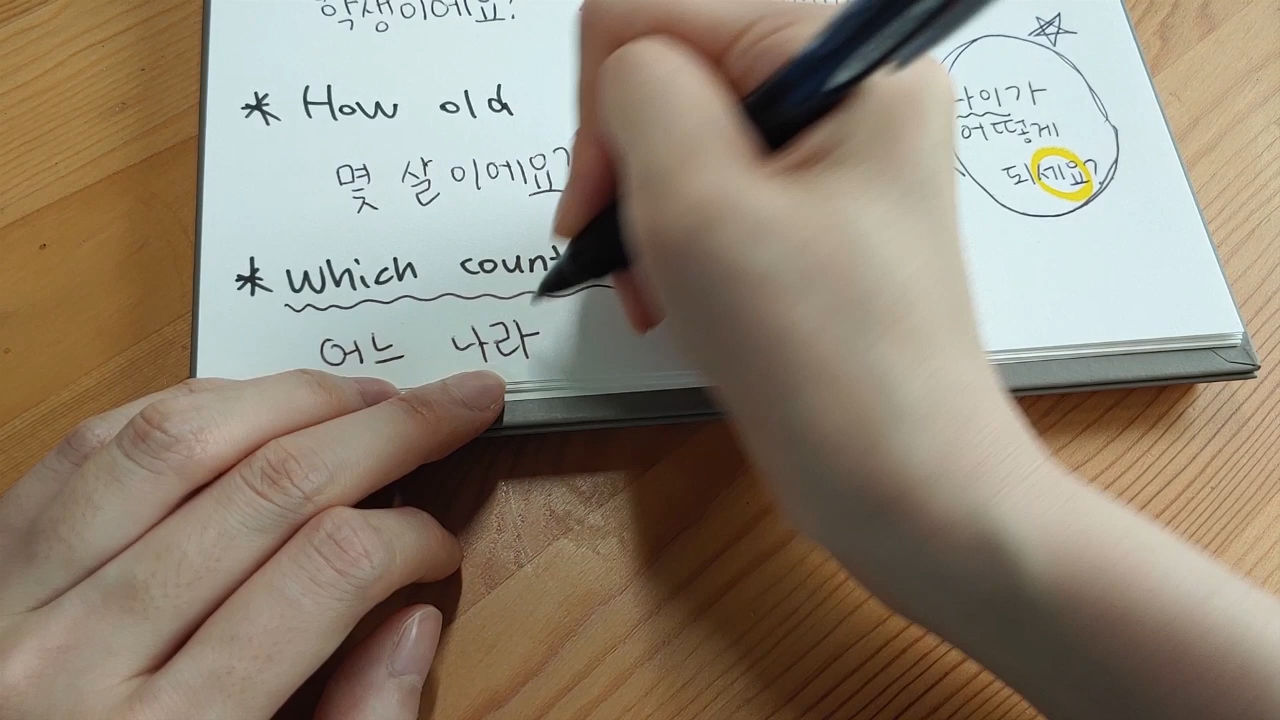 학생이에요?
* How old
몇 살이에요?
* Which count
어느 나라
나이가
어떻게
되세요?